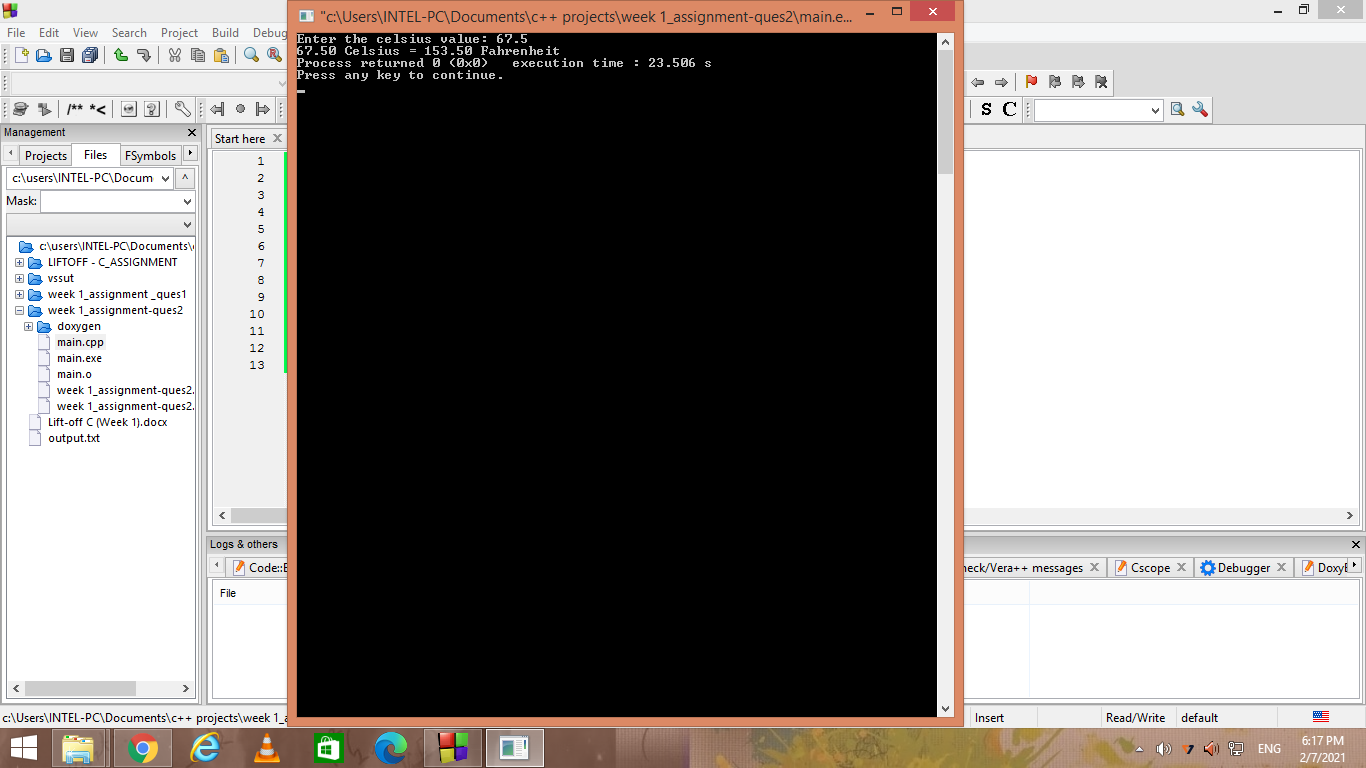 "c:\Users\INTEL-PC\Documents\c++ projects\week 1_assignment-ques2\main.e...
File Edit View Search Project Build Debug
Enter the celsius value: 67.5
67.50 Celsius = 153.50 Fahrenheit
Process returned 0 (0x0)   execution time : 23.506 s
Press any key to continue.
/** *<
S C
Management
Projects Files FSymbols
Start here
c:\users\INTEL-PC\Docum
Mask:
c:\users\INTEL-PC\Documents\
LIFTOFF - C_ASSIGNMENT
vssut
week 1_assignment _ques1
week 1_assignment-ques2
doxygen
main.cpp
main.exe
main.o
week 1_assignment-ques2.
week 1_assignment-ques2.
Lift-off C (Week 1).docx
output.txt
1
2
3
4
5
6
7
8
9
10
11
12
13
Logs & others
Code::B
heck/Vera++ messages Cscope Debugger DoxyB
File
c:\Users\INTEL-PC\Documents\c++ projects\week 1_a
Insert Read/Write default
ENG
6:17 PM
2/7/2021